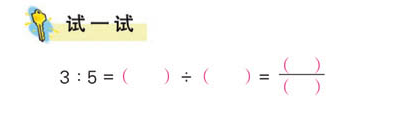 试一试
3 : 5 = (    ) ÷ (    ) = (    )/(    )